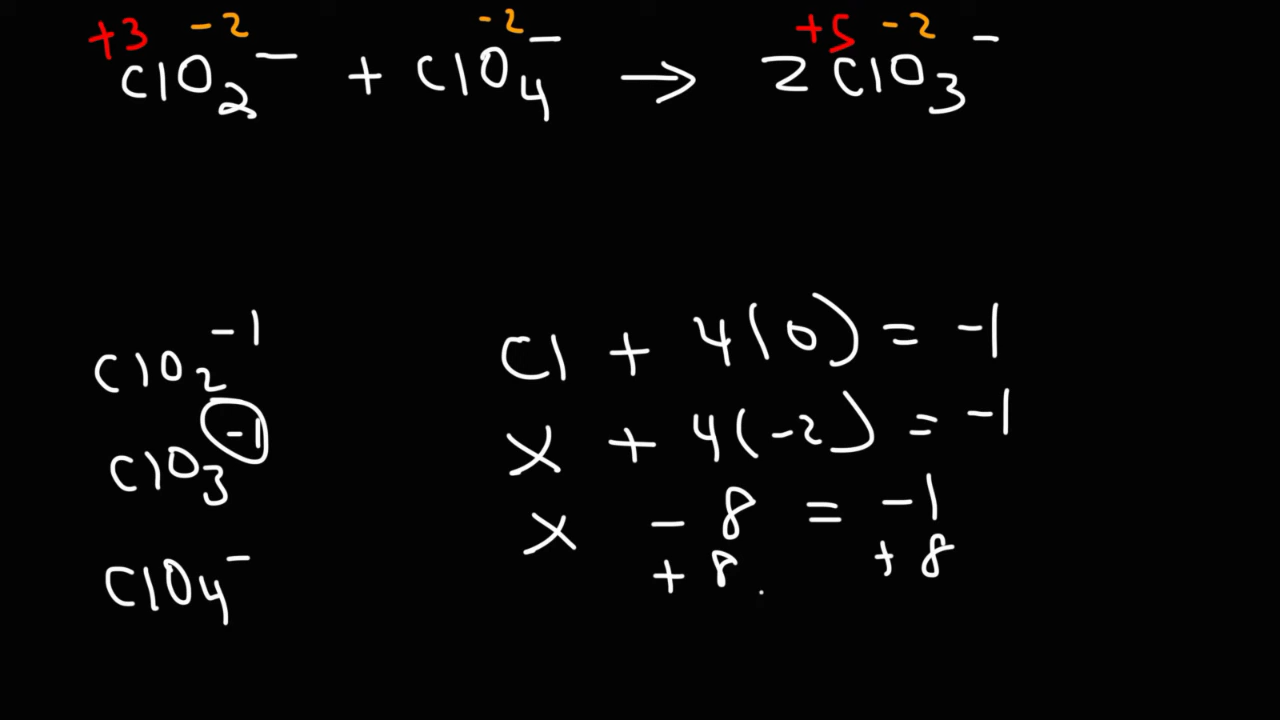 +3 -2 -2 +5 -2
ClO₂⁻ + ClO₄⁻ → 2ClO₃⁻
ClO₂⁻¹
ClO₃⁻¹
ClO₄⁻
Cl + 4(O) = -1
x + 4(-2) = -1
x - 8 = -1
+ 8 + 8